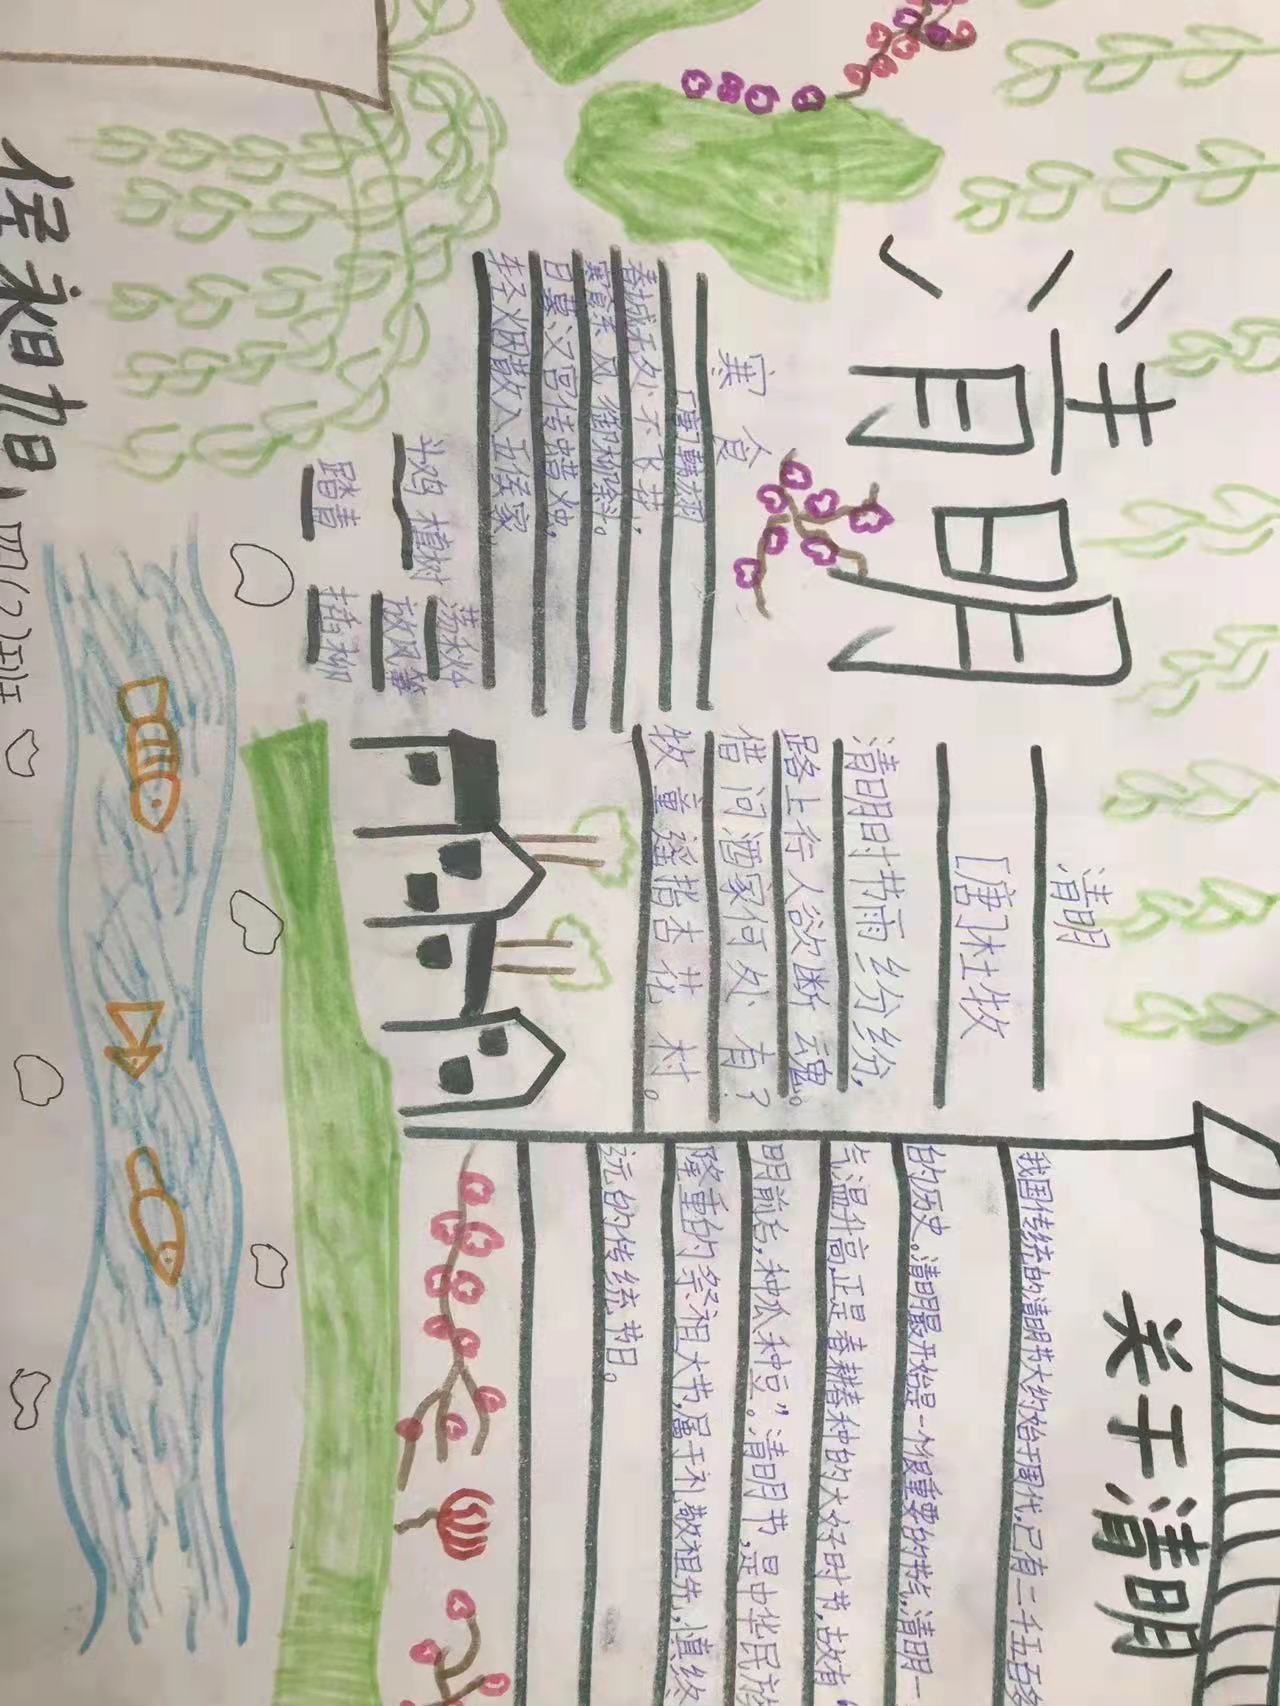 清明
寒食
[唐]韩翃
春城无处不飞花，
寒食东风御柳斜。
日暮汉宫传蜡烛，
轻烟散入五侯家
斗鸡 植树
荡秋千
放风筝
踏青
插柳
清明
[唐]杜牧
清明时节雨纷纷，
路上行人欲断魂。
借问酒家何处有？
牧童遥指杏花村。
关于清明
我国传统的清明节大约始于周代，已有二千五百多
的历史。清明最开始是一个很重要的节气，清明一
气温升高，正是春耕春种的大好时节，故有“
明前后，种瓜种豆。”清明节，是中华民族
隆重的祭祖大节，属于礼敬祖先，慎终
远的传统节日。
四(2)班